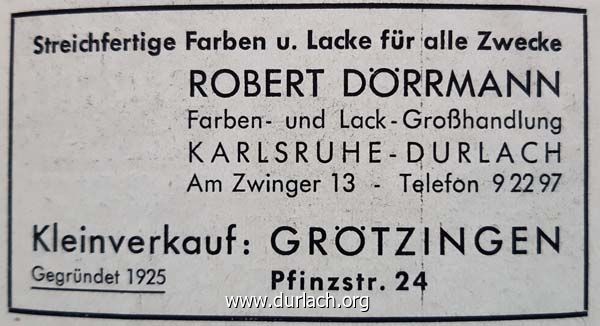 Streichfertige Farben u. Lacke für alle Zwecke
ROBERT DÖRRMANN
Farben- und Lack-Großhandlung
KARLSRUHE-DURLACH
Am Zwinger 13 - Telefon 9 22 97
Kleinverkauf: GRÖTZINGEN
Gegründet 1925 Pfinzstr. 24
www.durlach.org